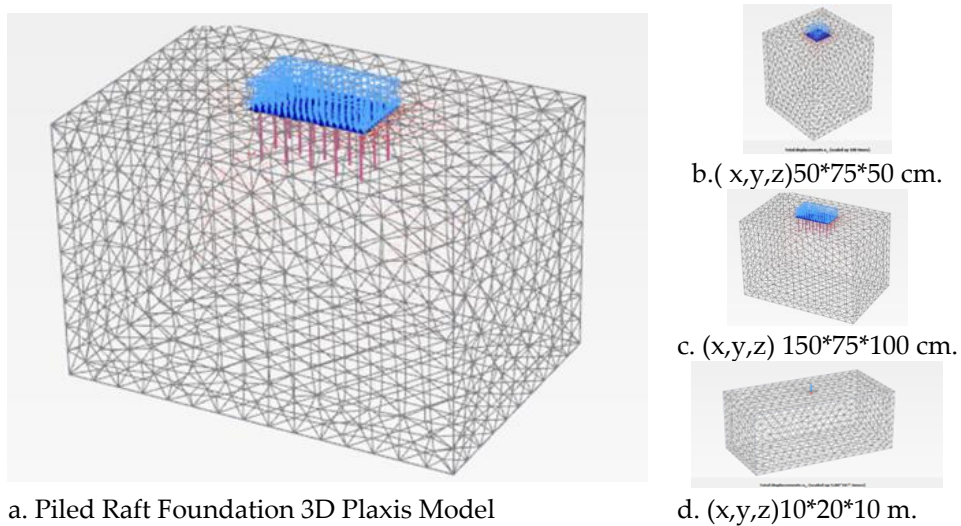 b.( x,y,z)50*75*50 cm.
c. (x,y,z) 150*75*100 cm.
a. Piled Raft Foundation 3D Plaxis Model
d. (x,y,z)10*20*10 m.